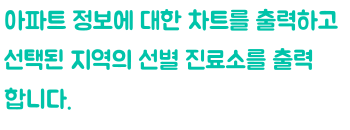 아파트 정보에 대한 차트를 출력하고
선택된 지역의 선별 진료소를 출력
합니다.